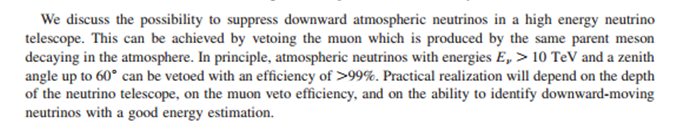 We discuss the possibility to suppress downward atmospheric neutrinos in a high energy neutrino
telescope. This can be achieved by vetoing the muon which is produced by the same parent meson
decaying in the atmosphere. In principle, atmospheric neutrinos with energies Eν > 10 TeV and a zenith
angle up to 60° can be vetoed with an efficiency of >99%. Practical realization will depend on the depth
of the neutrino telescope, on the muon veto efficiency, and on the ability to identify downward-moving
neutrinos with a good energy estimation.